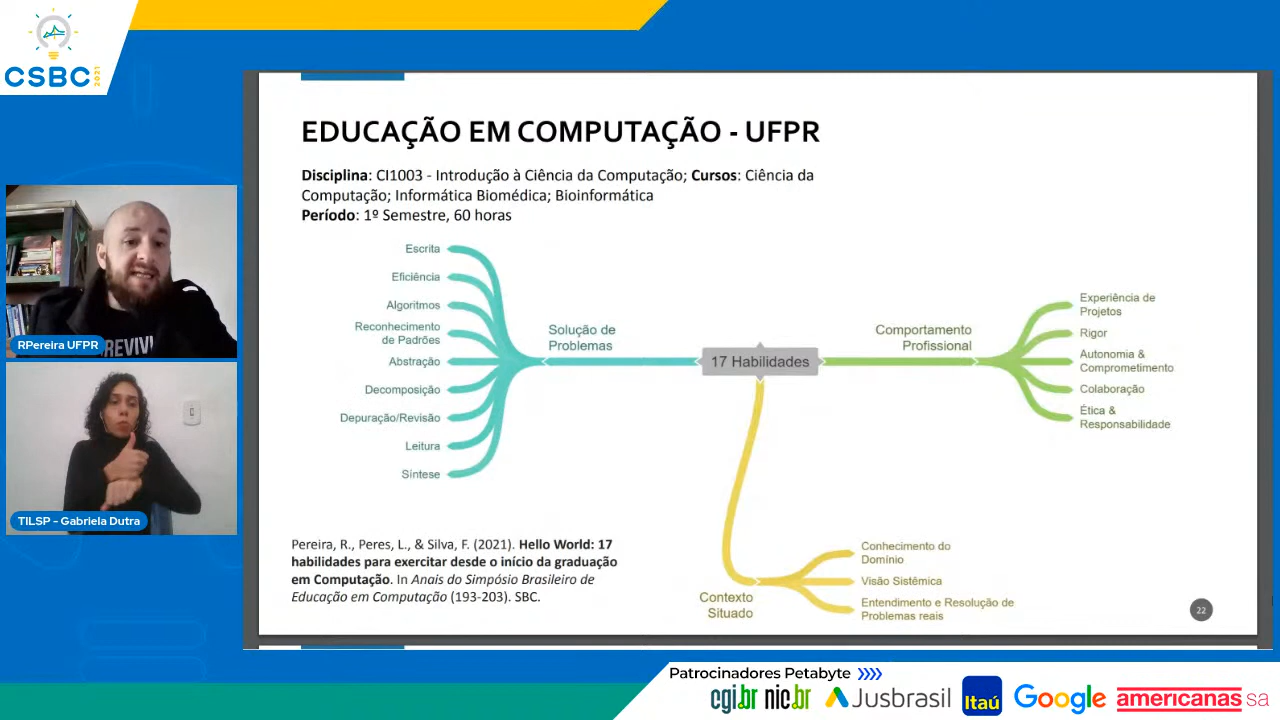 CSBC
2021
EDUCAÇÃO EM COMPUTAÇÃO - UFPR
Disciplina: CI1003 - Introdução à Ciência da Computação; Cursos: Ciência da
Computação; Informática Biomédica; Bioinformática
Período: 1º Semestre, 60 horas
Escrita
Eficiência
Algoritmos
Reconhecimento
de Padrões
Abstração
Decomposição
Depuração/Revisão
Leitura
Síntese
Solução de
Problemas
17 Habilidades
Comportamento
Profissional
Experiência de
Projetos
Rigor
Autonomia &
Comprometimento
Colaboração
Ética &
Responsabilidade
Contexto
Situado
Conhecimento do
Domínio
Visão Sistêmica
Entendimento e Resolução de
Problemas reais
Pereira, R., Peres, L., & Silva, F. (2021). Hello World: 17
habilidades para exercitar desde o início da graduação
em Computação. In Anais do Simpósio Brasileiro de
Educação em Computação (193-203). SBC.
22
RPereira UFPR
REVIVI
TILSP - Gabriela Dutra
Patrocinadores Petabyte
cgi.br nic.br
Jusbrasil
Itaú
Google
americanas sa